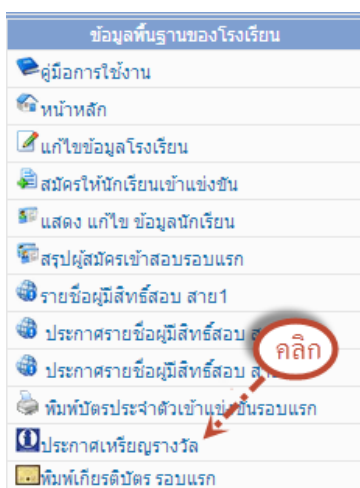 ข้อมูลพื้นฐานของโรงเรียน
คู่มือการใช้งาน
หน้าหลัก
แก้ไขข้อมูลโรงเรียน
สมัครให้นักเรียนเข้าแข่งขัน
แสดง แก้ไข ข้อมูลนักเรียน
สรุปผู้สมัครเข้าสอบรอบแรก
รายชื่อผู้มีสิทธิ์สอบ สาย1
ประกาศรายชื่อผู้มีสิทธิ์สอบ
คลิก
ประกาศรายชื่อผู้มีสิทธิ์สอบ
พิมพ์บัตรประจำตัวเข้าแข่งขันรอบแรก
ประกาศเหรียญรางวัล
พิมพ์เกียรติบัตร รอบแรก